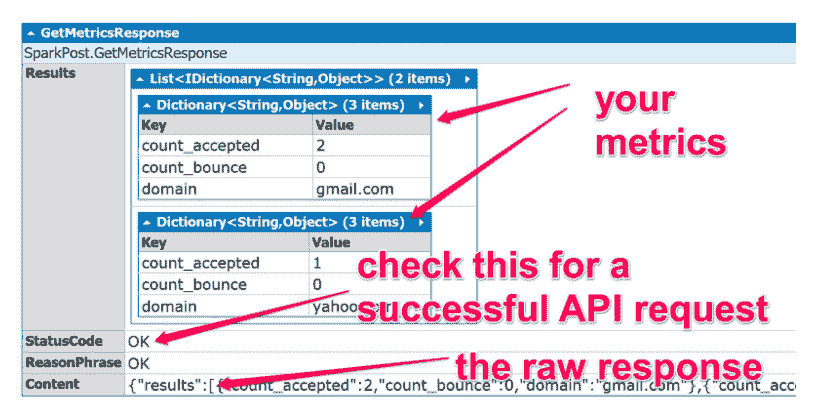 GetMetricsResponse
SparkPost.GetMetricsResponse
Results
List<IDictionary<String,Object>> (2 items)
Dictionary<String,Object> (3 items)
Key Value
count_accepted 2
count_bounce 0
domain gmail.com
your
metrics
Dictionary<String,Object> (3 items)
Key Value
count_accepted 1
count_bounce 0
domain
check this for a
successful API request
StatusCode OK
ReasonPhrase OK
the raw response
Content {"results":[{"count_accepted":2,"count_bounce":0,"domain":"gmail.com"},{"count_acc